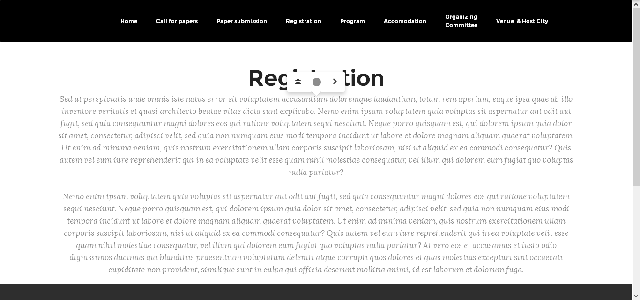 Home Call for papers Paper submission Registration Program Accomodation Organizing Committee Venue & Host City
Registration
Sed ut perspiciatis unde omnis iste natus error sit voluptatem accusantium doloremque laudantium, totam rem aperiam, eaque ipsa quae ab illo
inventore veritatis et quasi architecto beatae vitae dicta sunt explicabo. Nemo enim ipsam voluptatem quia voluptas sit aspernatur aut odit aut
fugit, sed quia consequuntur magni dolores eos qui ratione voluptatem sequi nesciunt. Neque porro quisquam est, qui dolorem ipsum quia dolor
sit amet, consectetur, adipisci velit, sed quia non numquam eius modi tempora incidunt ut labore et dolore magnam aliquam quaerat voluptatem.
Ut enim ad minima veniam, quis nostrum exercitationem ullam corporis suscipit laboriosam, nisi ut aliquid ex ea commodi consequatur? Quis
autem vel eum iure reprehenderit qui in ea voluptate velit esse quam nihil molestiae consequatur, vel illum qui dolorem eum fugiat quo voluptas
nulla pariatur?
Nemo enim ipsam voluptatem quia voluptas sit aspernatur aut odit aut fugit, sed quia consequuntur magni dolores eos qui ratione voluptatem
sequi nesciunt. Neque porro quisquam est, qui dolorem ipsum quia dolor sit amet, consectetur, adipisci velit, sed quia non numquam eius modi
tempora incidunt ut labore et dolore magnam aliquam quaerat voluptatem. Ut enim ad minima veniam, quis nostrum exercitationem ullam
corporis suscipit laboriosam, nisi ut aliquid ex ea commodi consequatur? Quis autem vel eum iure reprehenderit qui in ea voluptate velit esse
quam nihil molestiae consequatur, vel illum qui dolorem eum fugiat quo voluptas nulla pariatur? At vero eos et accusamus et iusto odio
dignissimos ducimus qui blanditiis praesentium voluptatum deleniti atque corrupti quos dolores et quas molestias excepturi sint occaecati
cupiditate non provident, similique sunt in culpa qui officia deserunt mollitia animi, id est laborum et dolorum fuga.